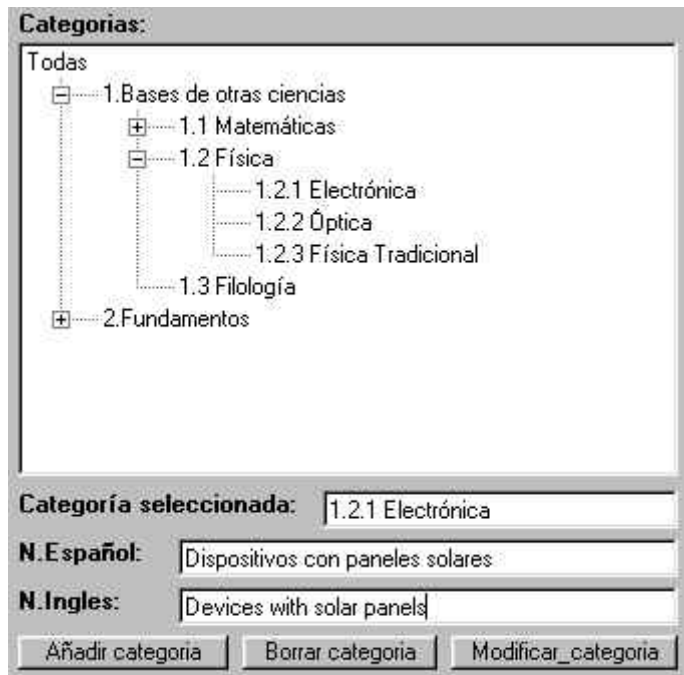 Categorias:
Todas
1.Bases de otras ciencias
1.1 Matemáticas
1.2 Física
1.2.1 Electrónica
1.2.2 Óptica
1.2.3 Física Tradicional
1.3 Filología
2.Fundamentos
Categoría seleccionada: 1.2.1 Electrónica
N.Español: Dispositivos con paneles solares
N.Ingles: Devices with solar panels
Añadir categoria Borrar categoria Modificar_categoria